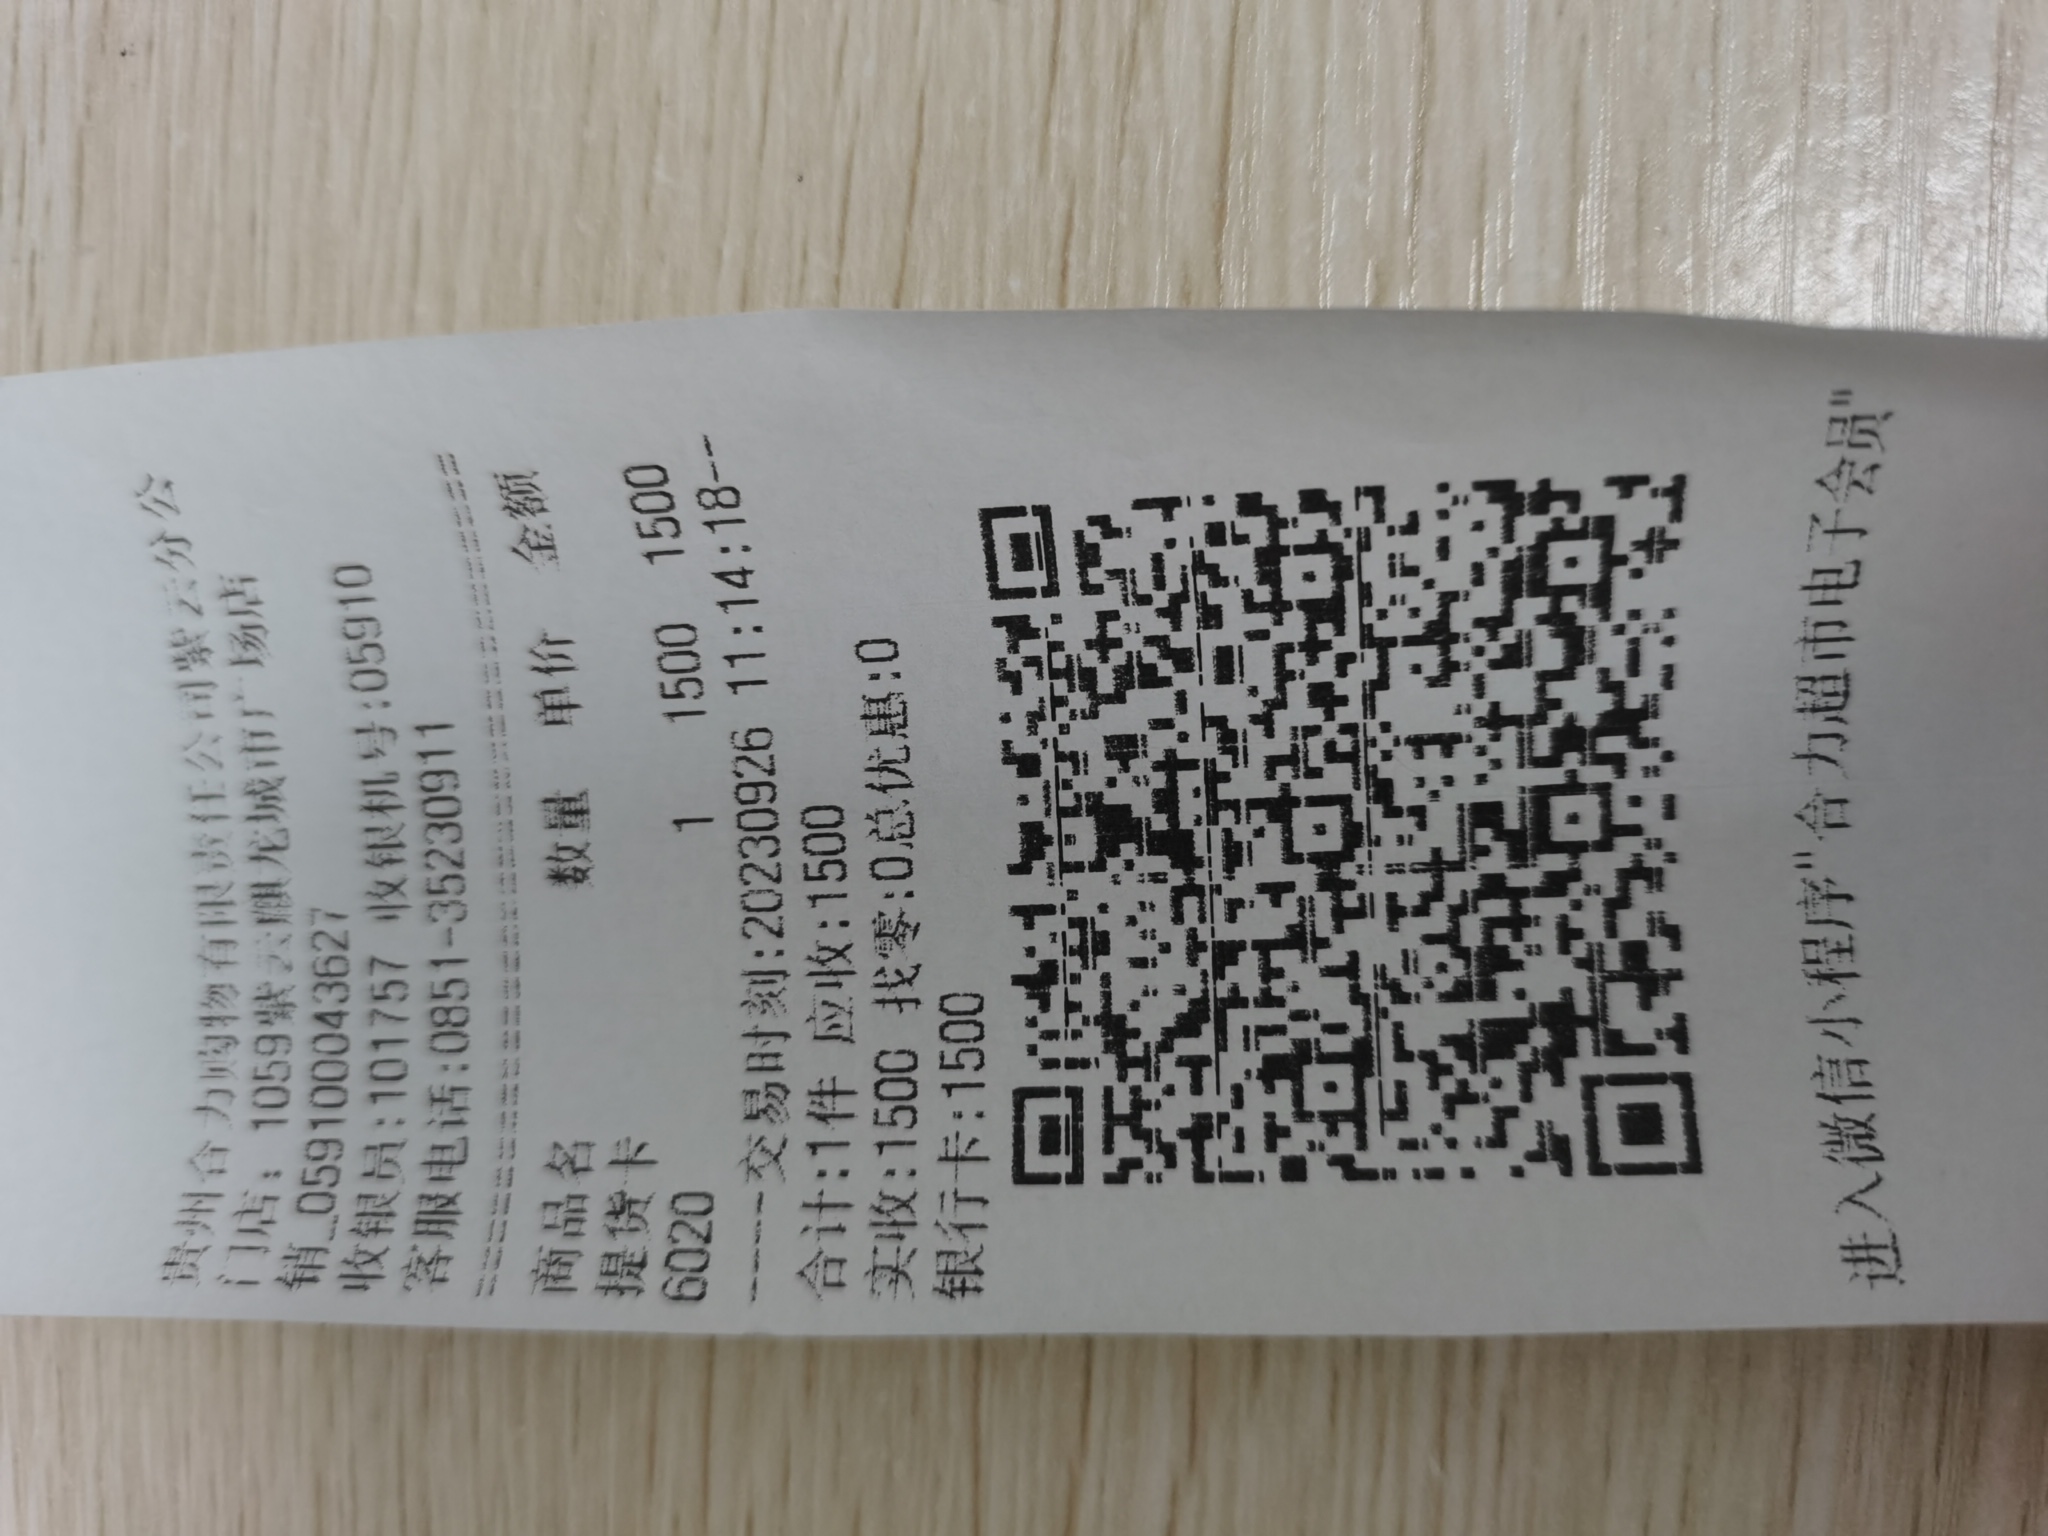 贵州合力购物有限责任公司紫云分公
门店: 1059紫云麒龙城市广场店
销_059100043627
收银员:101757 收银机号:05910
客服电话:0851-35230911
================================
商品名 数量 单价 金额
提货卡
6020 1 1500 1500
-----交易时刻:20230926 11:14:18---
合计:1件 应收:1500
实收:1500 找零:0总优惠:0
银行卡:1500
进入微信小程序"合力超市电子会员"